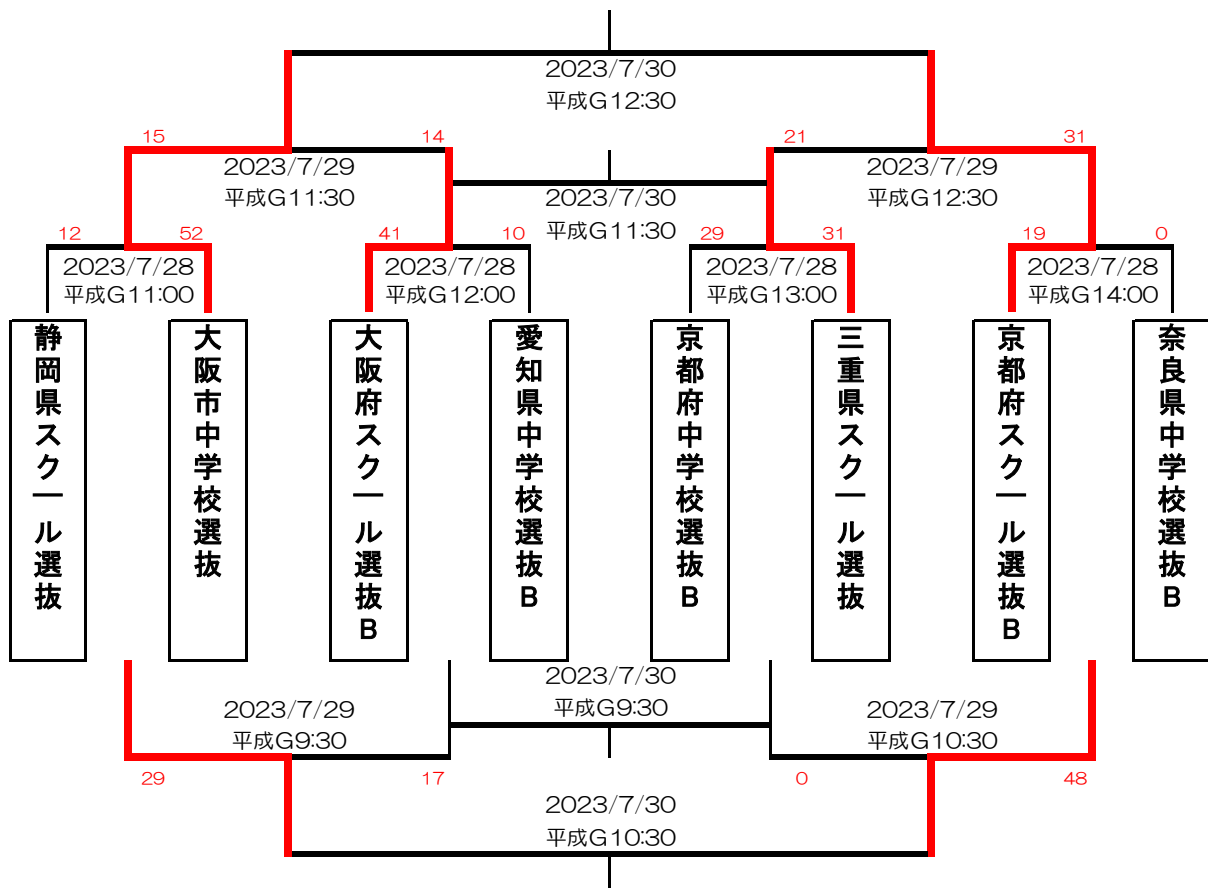 2023/7/30
平成G12:30
15
14
21
31
2023/7/29
平成G11:30
2023/7/30
平成G11:30
2023/7/29
平成G12:30
12
52
41
10
29
31
19
0
2023/7/28
平成G11:00
2023/7/28
平成G12:00
2023/7/28
平成G13:00
2023/7/28
平成G14:00
静岡県スクール選抜
大阪市中学校選抜
大阪府スクール選抜B
愛知県中学校選抜B
京都府中学校選抜B
三重県スクール選抜
京都府スクール選抜B
奈良県中学校選抜B
2023/7/29
平成G9:30
2023/7/30
平成G9:30
2023/7/29
平成G10:30
29
17
0
48
2023/7/30
平成G10:30